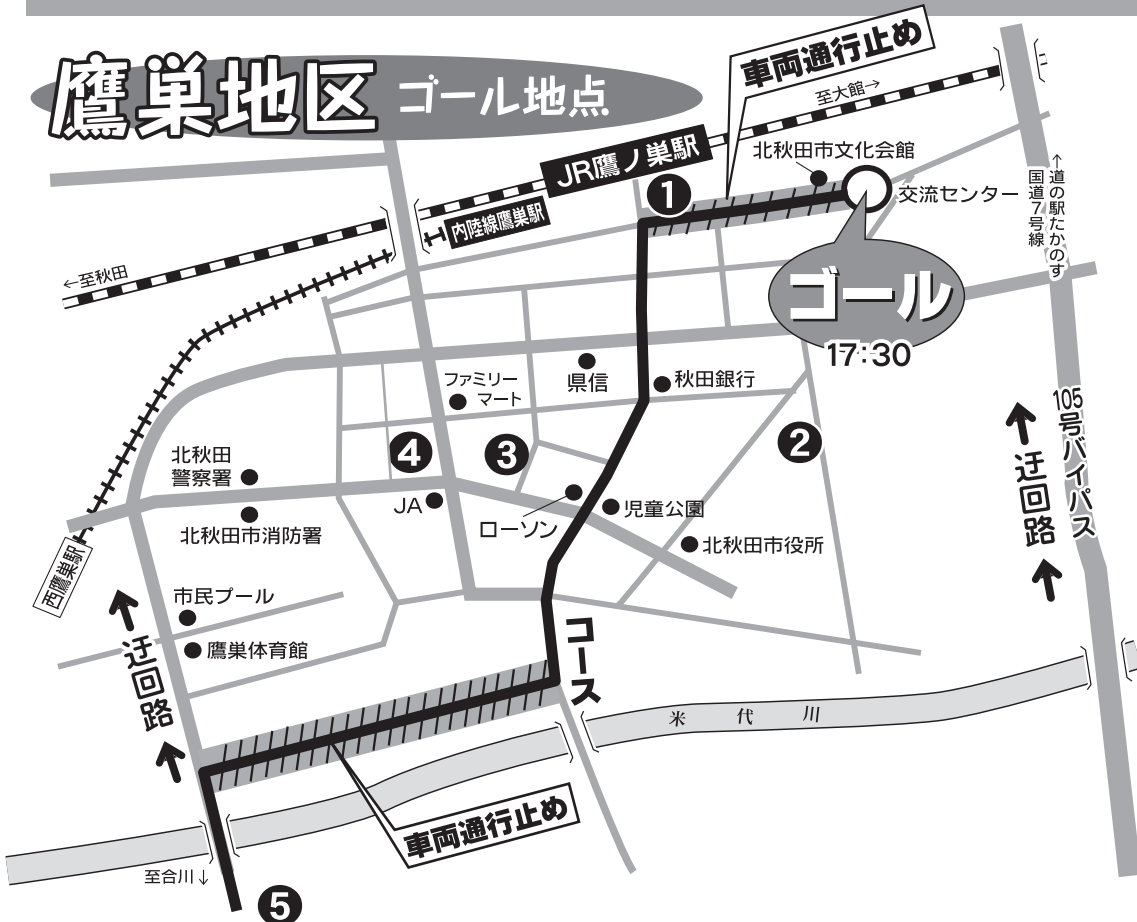 鷹巣地区 ゴール地点
車両通行止め
至大館→
JR鷹ノ巣駅
内陸線鷹巣駅
←至秋田
❶
北秋田市文化会館
交流センター
↑道の駅たかのす
国道7号線
ゴール
17:30
ファミリー
マート
県信
秋田銀行
❷
❸
❹
北秋田
警察署
JA
ローソン
児童公園
北秋田市消防署
北秋田市役所
西鷹巣駅
市民プール
鷹巣体育館
↑迂回路↑
コース
105号バイパス
↑迂回路↑
米代川
車両通行止め
至合川↓
❺